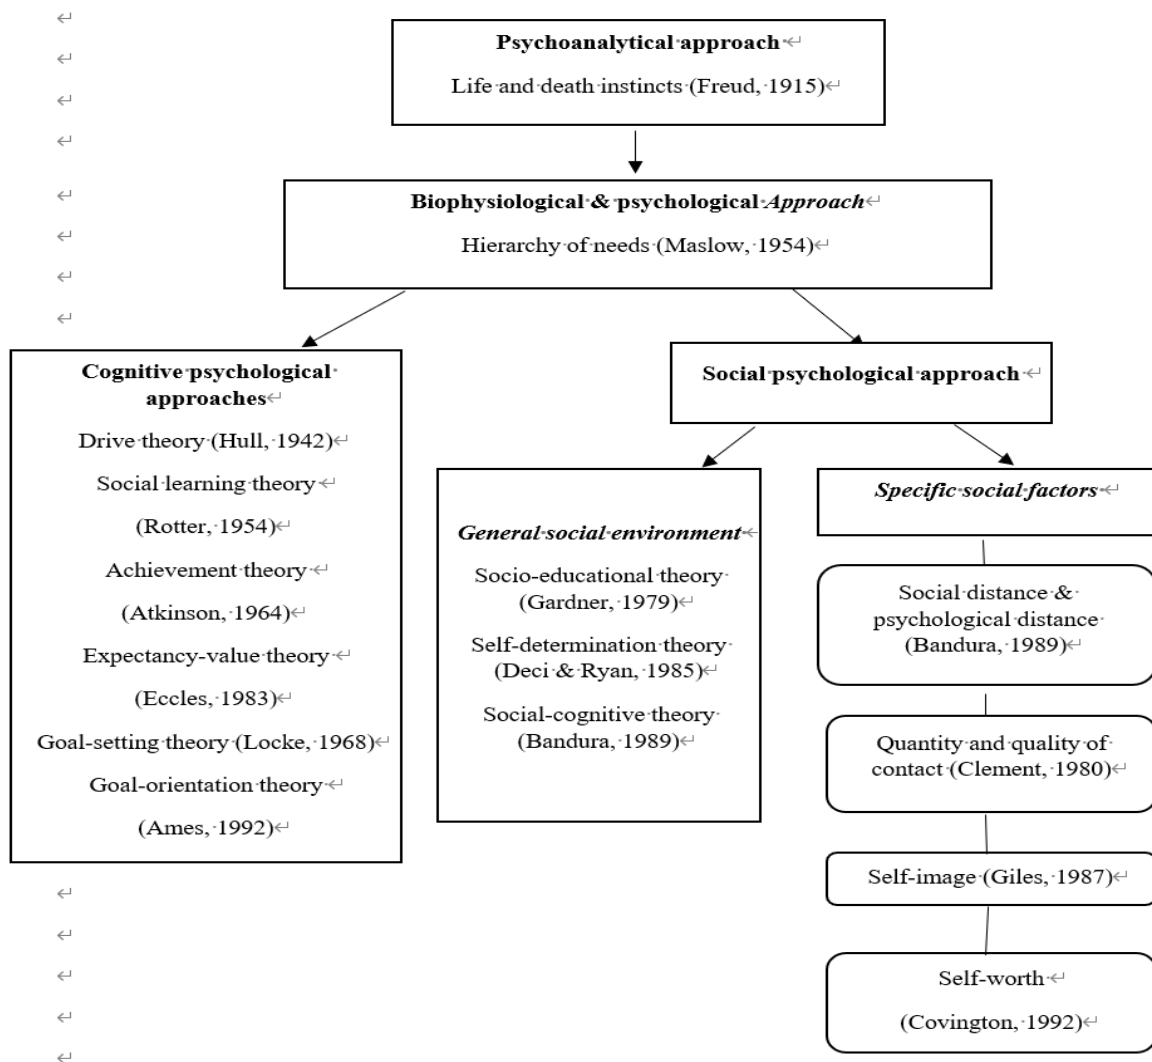 Psychoanalytical approach
Life and death instincts (Freud, 1915)
Biophysiological & psychological Approach
Hierarchy of needs (Maslow, 1954)
Cognitive psychological
approaches
Drive theory (Hull, 1942)
Social learning theory
(Rotter, 1954)
Achievement theory
(Atkinson, 1964)
Expectancy-value theory
(Eccles, 1983)
Goal-setting theory (Locke, 1968)
Goal-orientation theory
(Ames, 1992)
Social psychological approach
General social environment
Socio-educational theory
(Gardner, 1979)
Self-determination theory
(Deci & Ryan, 1985)
Social-cognitive theory
(Bandura, 1989)
Specific social factors
Social distance &
psychological distance
(Bandura, 1989)
Quantity and quality of
contact (Clement, 1980)
Self-image (Giles, 1987)
Self-worth
(Covington, 1992)